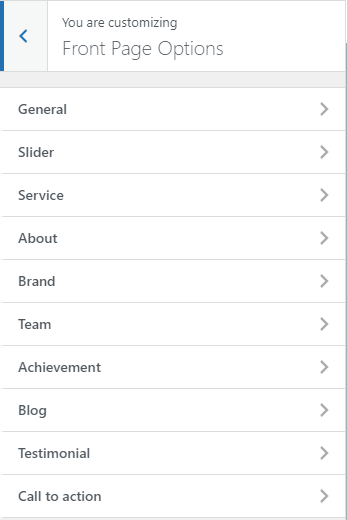 You are customizing
Front Page Options
General
Slider
Service
About
Brand
Team
Achievement
Blog
Testimonial
Call to action